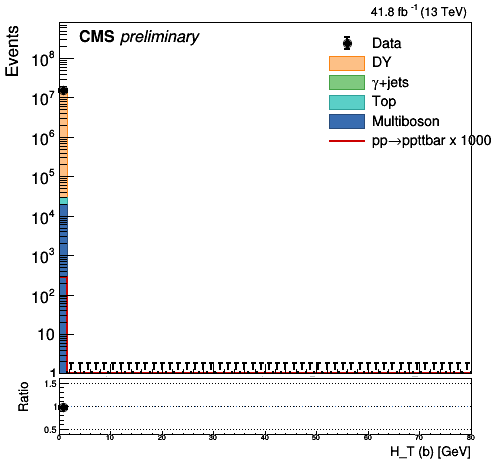 41.8 fb⁻¹ (13 TeV)
CMS preliminary
Events
Data
DY
γ+jets
Top
Multiboson
pp→ppttbar x 1000
10⁸
10⁷
10⁶
10⁵
10⁴
10³
10²
10
1
Ratio
1.5
1
0.5
0 10 20 30 40 50 60 70 80
H_T (b) [GeV]